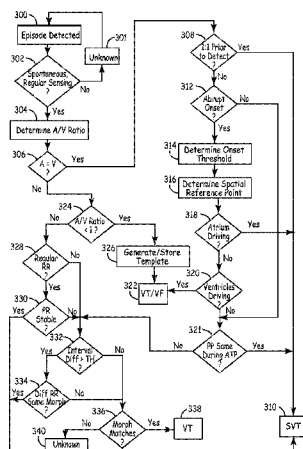 300
Episode Detected
301
Unknown
302
Spontaneous,
Regular Sensing
?
No
Yes
304
Determine A/V Ratio
306
A = V
?
Yes
No
308
1:1 Prior
to Detect
?
Yes
No
312
Abrupt
Onset
?
No
Yes
314
Determine Onset
Threshold
316
Determine Spatial
Reference Point
318
Atrium
Driving
?
Yes
No
320
Ventricles
Driving
?
Yes
No
321
PP Same
During ATP
?
No
Yes
324
A/V Ratio
< 1 ?
No
Yes
326
Generate/Store
Template
322
VT/VF
328
Regular
RR
?
No
Yes
330
PR
Stable
?
Yes
No
332
Interval
Diff > TH
?
Yes
No
334
Diff RR
Same Morph
?
Yes
No
336
Morph
Matches
?
No
Yes
338
VT
340
Unknown
310
SVT